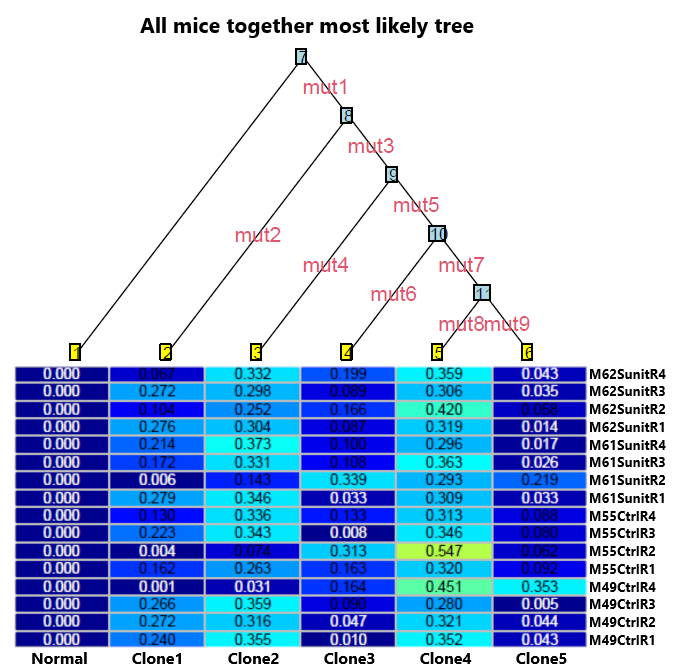 All mice together most likely tree
7
mut1
8
mut3
9
mut5
mut2
10
mut4
mut7
mut6
11
mut8 mut9
1 2 3 4 5 6
0.000 0.067 0.332 0.199 0.359 0.043 M62SunitR4
0.000 0.272 0.298 0.089 0.306 0.035 M62SunitR3
0.000 0.104 0.252 0.166 0.420 0.058 M62SunitR2
0.000 0.276 0.304 0.087 0.319 0.014 M62SunitR1
0.000 0.214 0.373 0.100 0.296 0.017 M61SunitR4
0.000 0.172 0.331 0.108 0.363 0.026 M61SunitR3
0.000 0.006 0.143 0.339 0.293 0.219 M61SunitR2
0.000 0.279 0.346 0.033 0.309 0.033 M61SunitR1
0.000 0.130 0.336 0.133 0.313 0.088 M55CtrlR4
0.000 0.223 0.343 0.008 0.346 0.080 M55CtrlR3
0.000 0.004 0.074 0.313 0.547 0.062 M55CtrlR2
0.000 0.162 0.263 0.163 0.320 0.092 M55CtrlR1
0.000 0.001 0.031 0.164 0.451 0.353 M49CtrlR4
0.000 0.266 0.359 0.090 0.280 0.005 M49CtrlR3
0.000 0.272 0.316 0.047 0.321 0.044 M49CtrlR2
0.000 0.240 0.355 0.010 0.352 0.043 M49CtrlR1
Normal Clone1 Clone2 Clone3 Clone4 Clone5